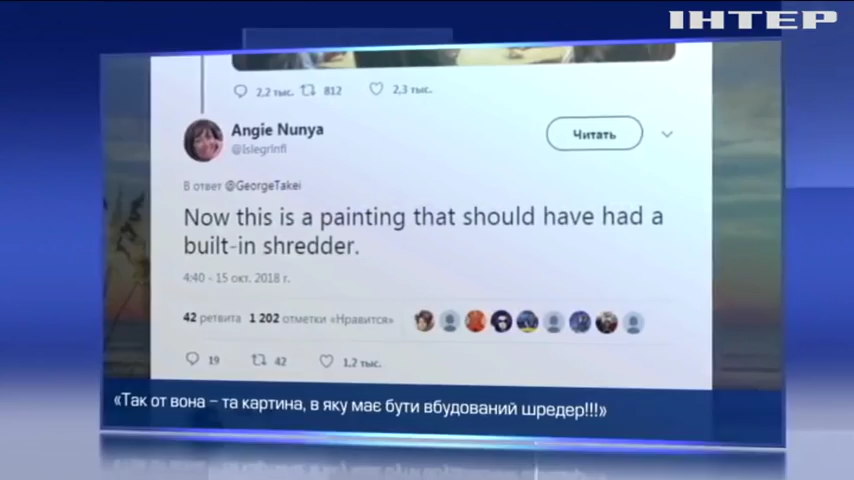 ІНТЕР
2,2 тыс. 812 2,3 тыс.
Angie Nunya
@Islegrinfl
Читать
В ответ @GeorgeTakei
Now this is a painting that should have had a
built-in shredder.
4:40 - 15 окт. 2018 г.
42 ретвита 1 202 отметки «Нравится»
19 42 1,2 тыс.
«Так от вона – та картина, в яку має бути вбудований шредер!!!»